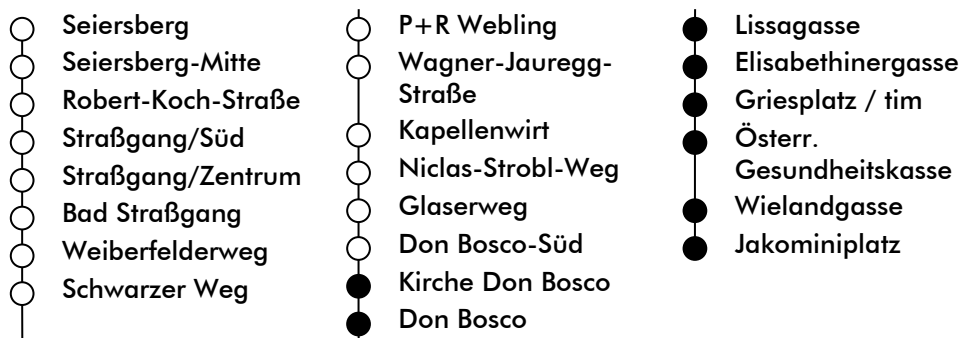 Seiersberg
Seiersberg-Mitte
Robert-Koch-Straße
Straßgang/Süd
Straßgang/Zentrum
Bad Straßgang
Weiberfelderweg
Schwarzer Weg
P+R Webling
Wagner-Jauregg-
Straße
Kapellenwirt
Niclas-Strobl-Weg
Glaserweg
Don Bosco-Süd
Kirche Don Bosco
Don Bosco
Lissagasse
Elisabethinergasse
Griesplatz / tim
Österr.
Gesundheitskasse
Wielandgasse
Jakominiplatz